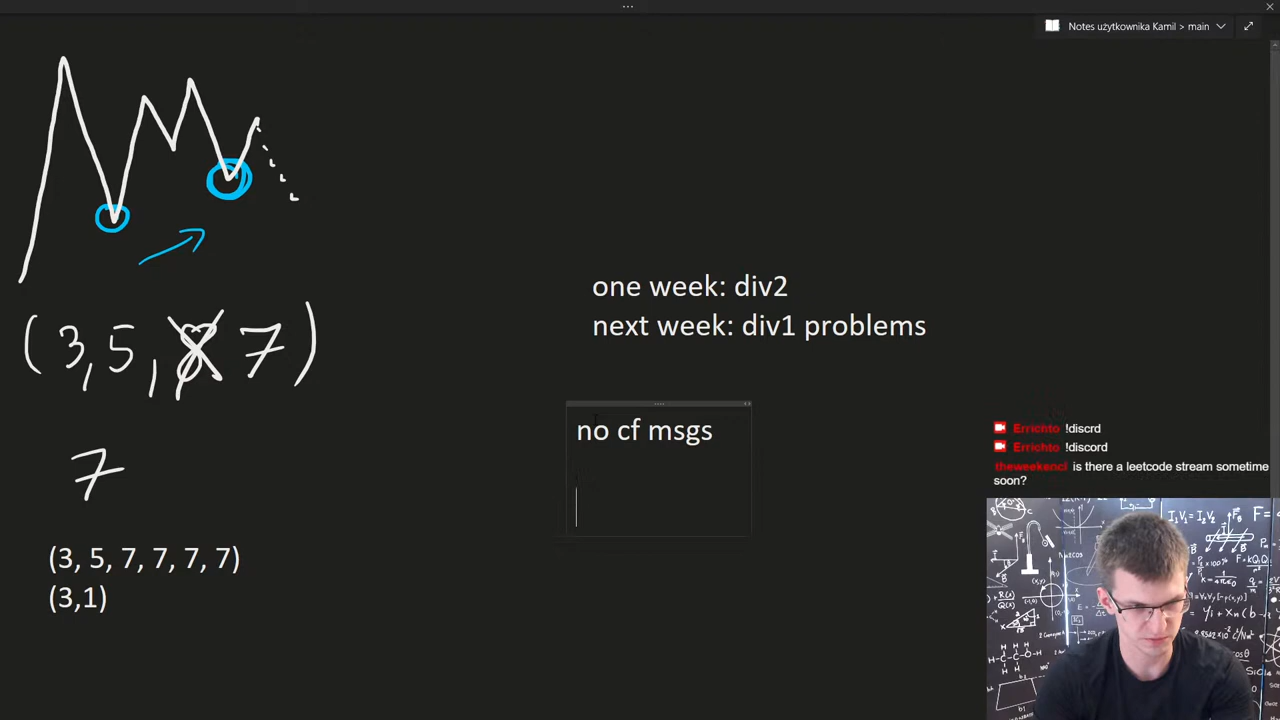 Notes użytkownika Kamil > main
(3, 5, 8 7)
7
(3, 5, 7, 7, 7, 7)
(3,1)
one week: div2
next week: div1 problems
no cf msgs
Errichto !discrd
Errichto !discord
is there a leetcode stream sometime
soon?